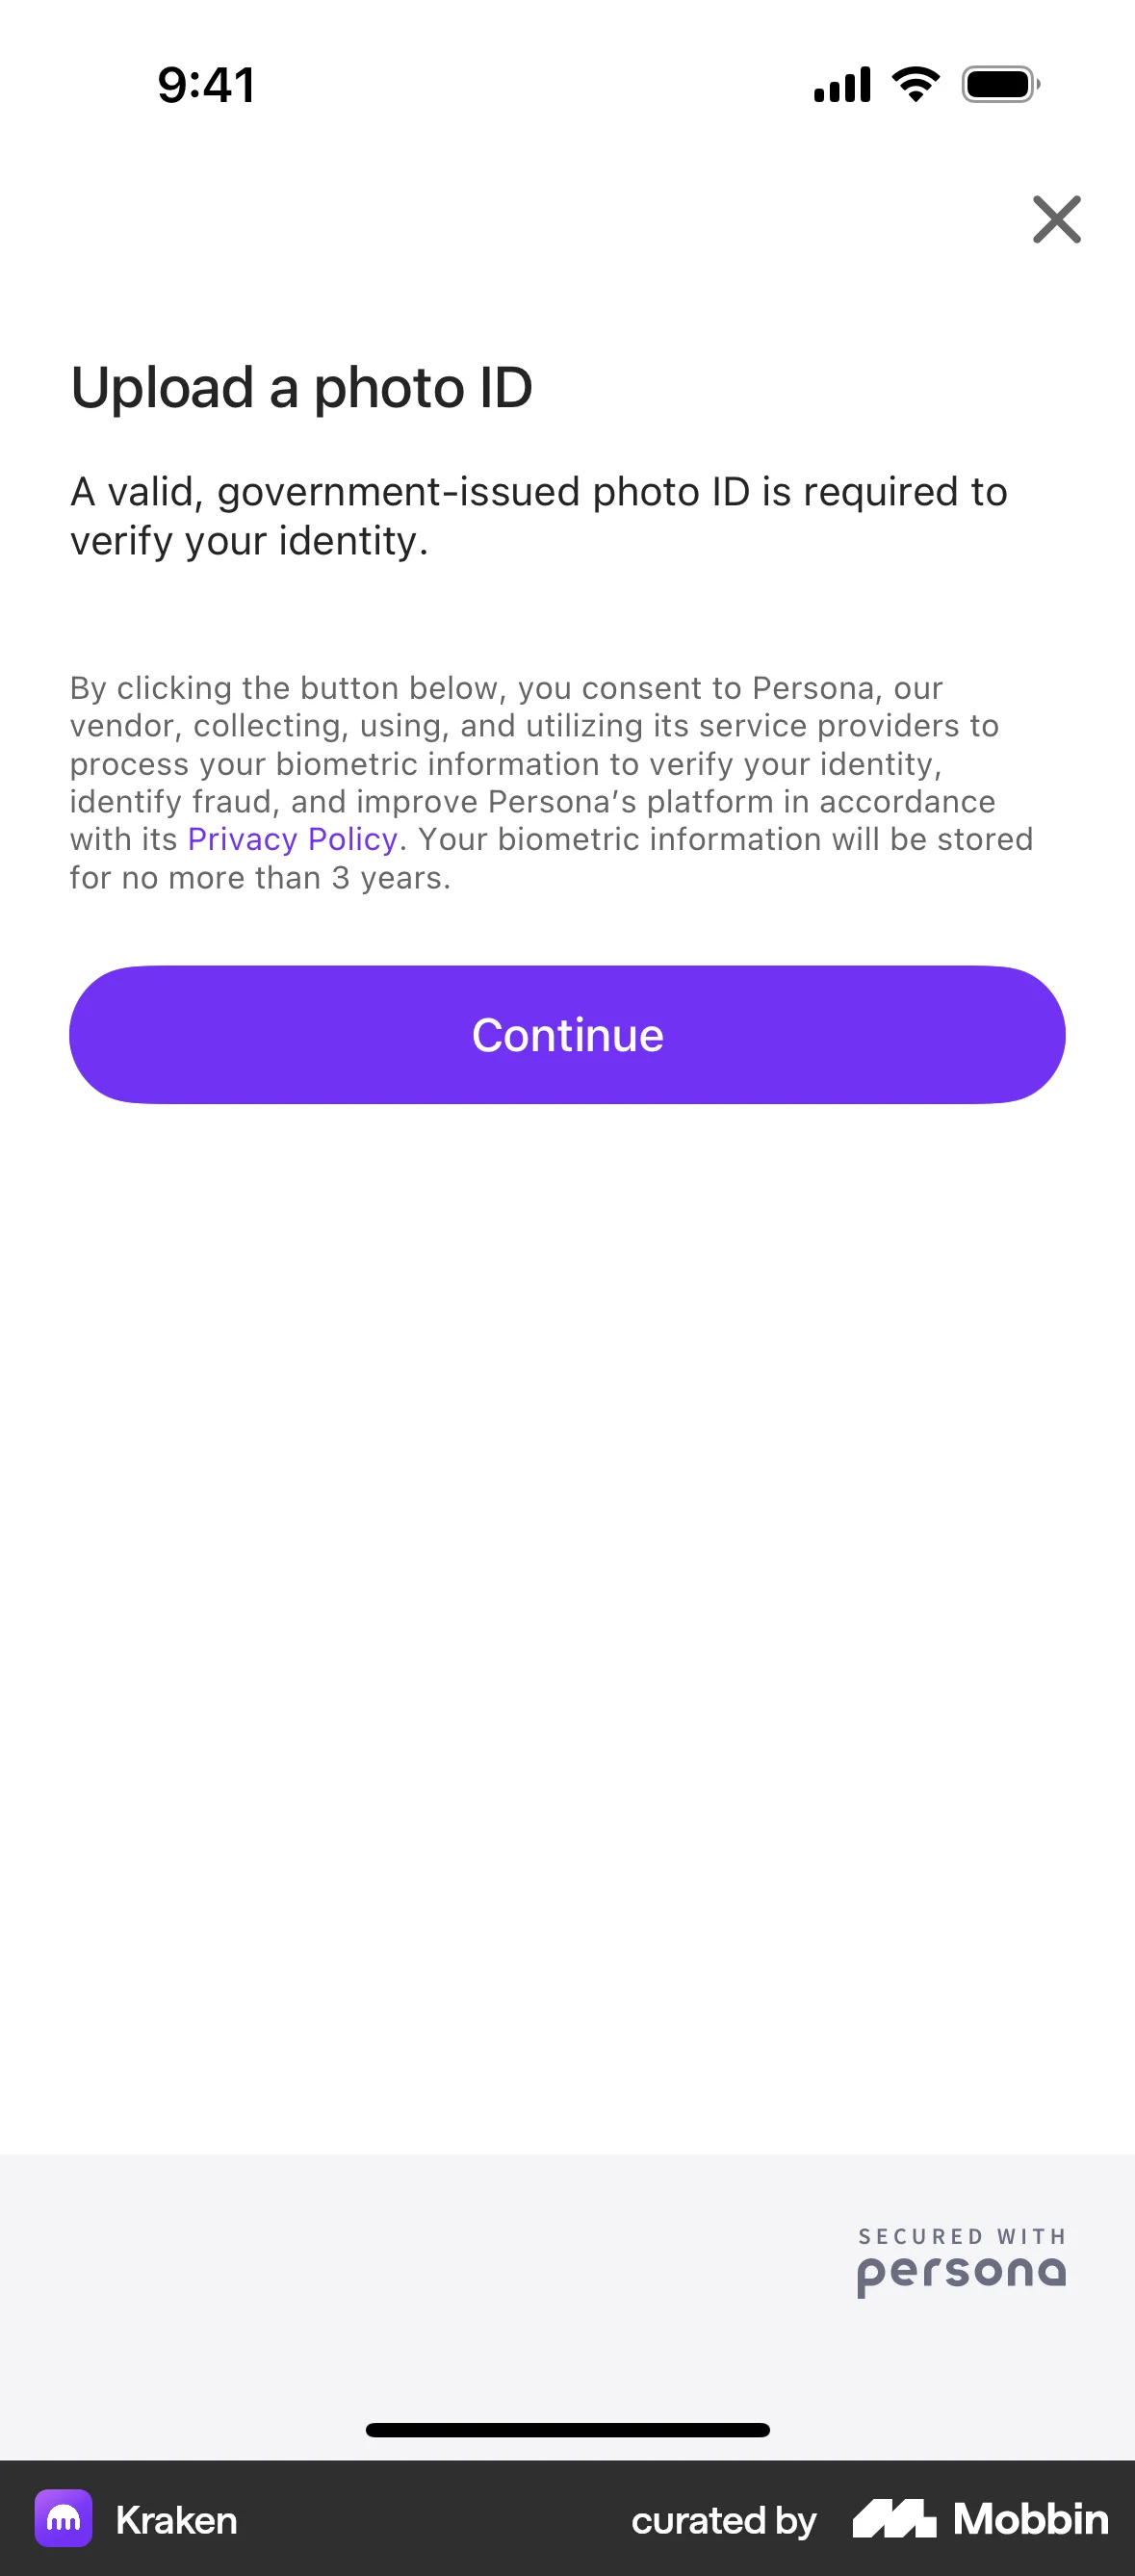 9:41
Upload a photo ID
A valid, government-issued photo ID is required to
verify your identity.
By clicking the button below, you consent to Persona, our
vendor, collecting, using, and utilizing its service providers to
process your biometric information to verify your identity,
identify fraud, and improve Persona’s platform in accordance
with its Privacy Policy. Your biometric information will be stored
for no more than 3 years.
Continue
SECURED WITH
persona
Kraken
curated by Mobbin